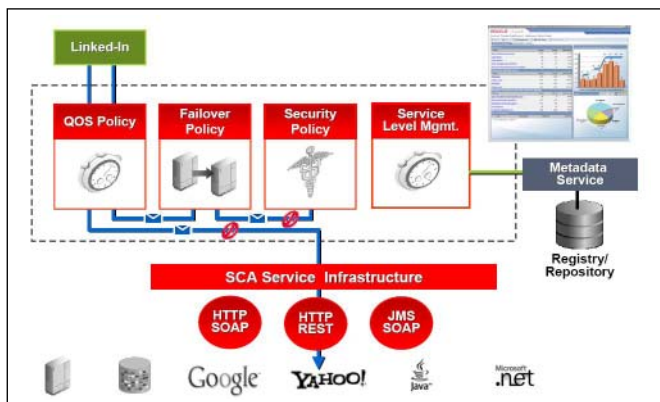 Linked-In
QOS Policy
Failover
Policy
Security
Policy
Service
Level Mgmt.
Metadata
Service
Registry/
Repository
SCA Service Infrastructure
HTTP
SOAP
HTTP
REST
JMS
SOAP
Google
YAHOO!
Java
Microsoft
.net